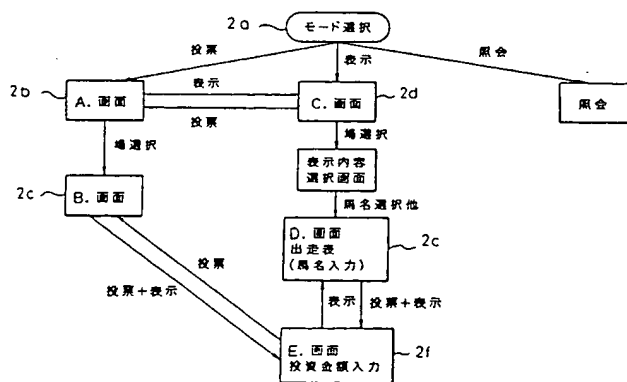 2a
モード選択
投票
表示
照会
2b
A. 画面
表示
投票
C. 画面
2d
照会
場選択
場選択
2c
B. 画面
表示内容
選択画面
馬名選択他
D. 画面
出走表
(馬名入力)
2c
投票
投票+表示
表示
投票+表示
E. 画面
投資金額入力
2f